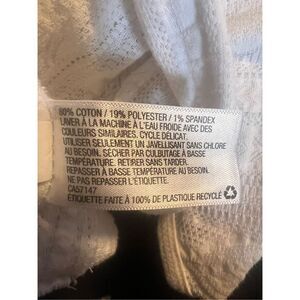 80% COTON / 19% POLYESTER / 1% SPANDEX
LAVER À LA MACHINE À L'EAU FROIDE AVEC DES
COULEURS SIMILAIRES. CYCLE DÉLICAT.
UTILISER SEULEMENT UN JAVELLISANT SANS CHLORE
AU BESOIN. SÉCHER PAR CULBUTAGE À BASSE
TEMPÉRATURE. RETIRER SANS TARDER.
REPASSER À BASSE TEMPÉRATURE AU BESOIN.
NE PAS REPASSER L'ÉTIQUETTE.
CA57147
ÉTIQUETTE FAITE À 100% DE PLASTIQUE RECYCLÉ